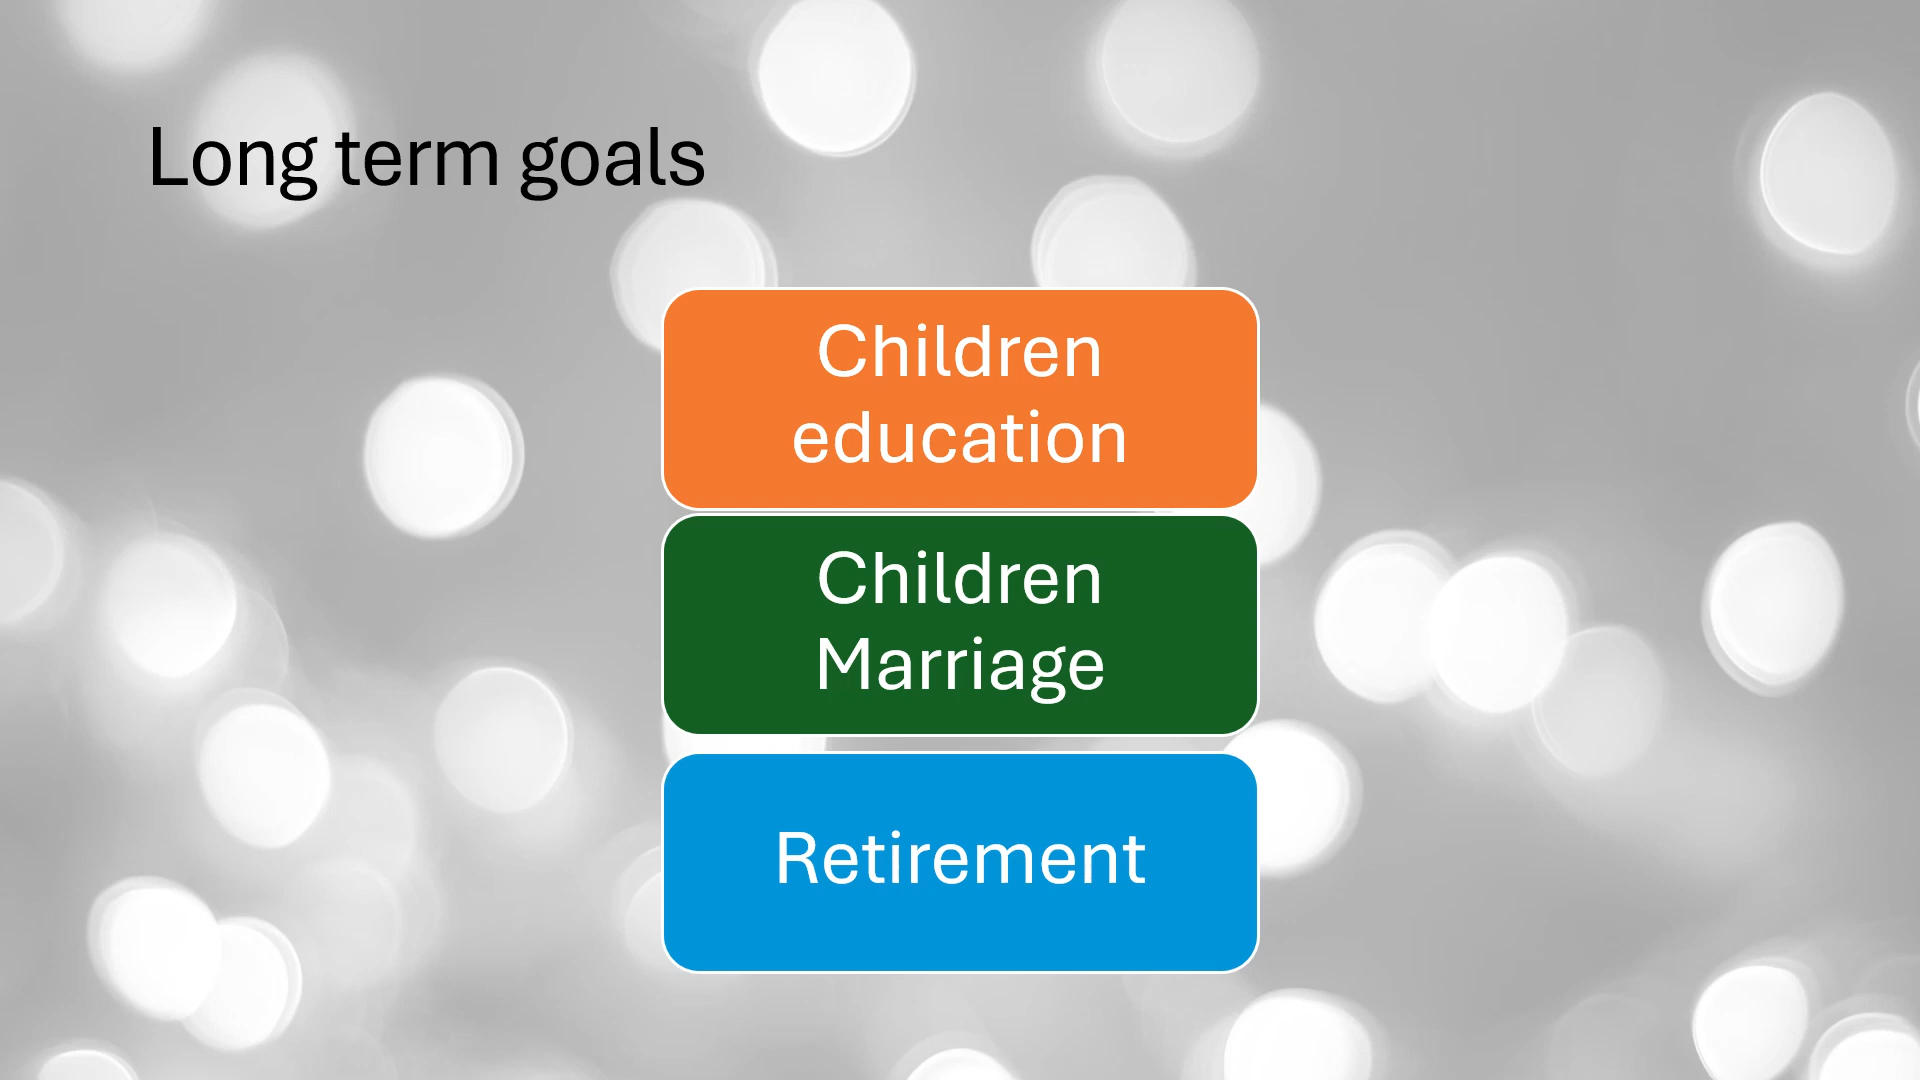 Long term goals
Children
education
Children
Marriage
Retirement